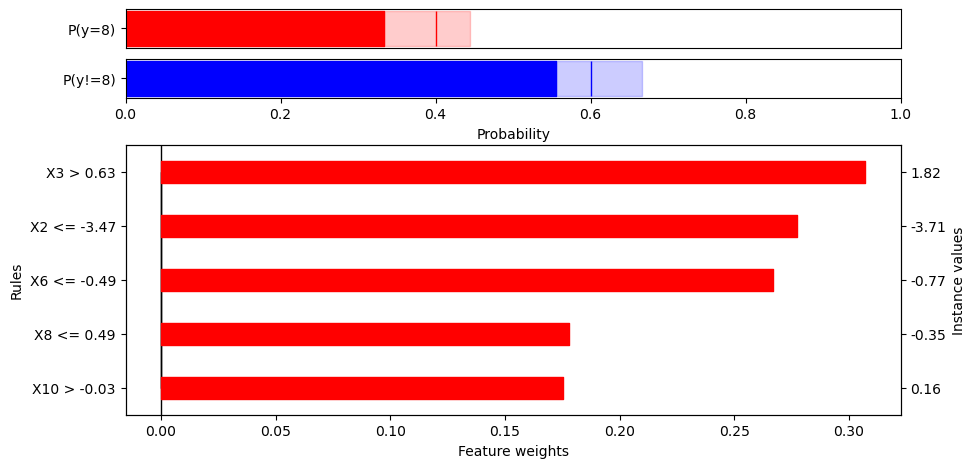 P(y=8)
P(y!=8)
0.0 0.2 0.4 0.6 0.8 1.0
Probability
X3 > 0.63 1.82
X2 <= -3.47 -3.71
X6 <= -0.49 -0.77
X8 <= 0.49 -0.35
X10 > -0.03 0.16
Rules
Instance values
0.00 0.05 0.10 0.15 0.20 0.25 0.30
Feature weights